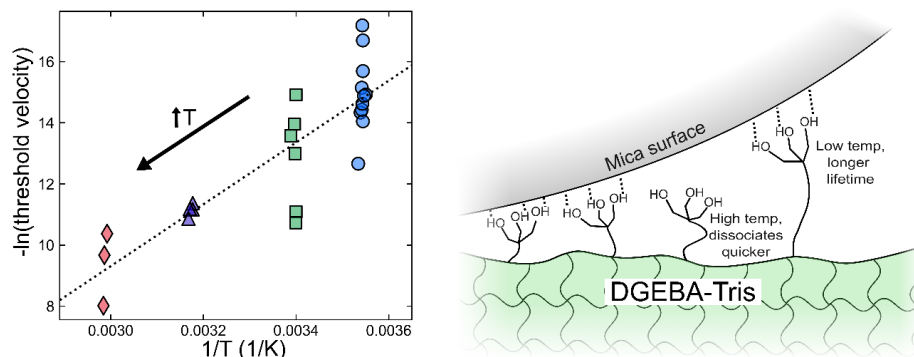 -ln(threshold velocity)
16
14
12
10
8
↑T
0.0030
0.0032
0.0034
0.0036
1/T (1/K)
Mica surface
HO
OH
OH
HO
OH
OH
HO
OH
OH
HO
OH
OH
Low temp,
longer
lifetime
High temp,
dissociates
quicker
DGEBA-Tris